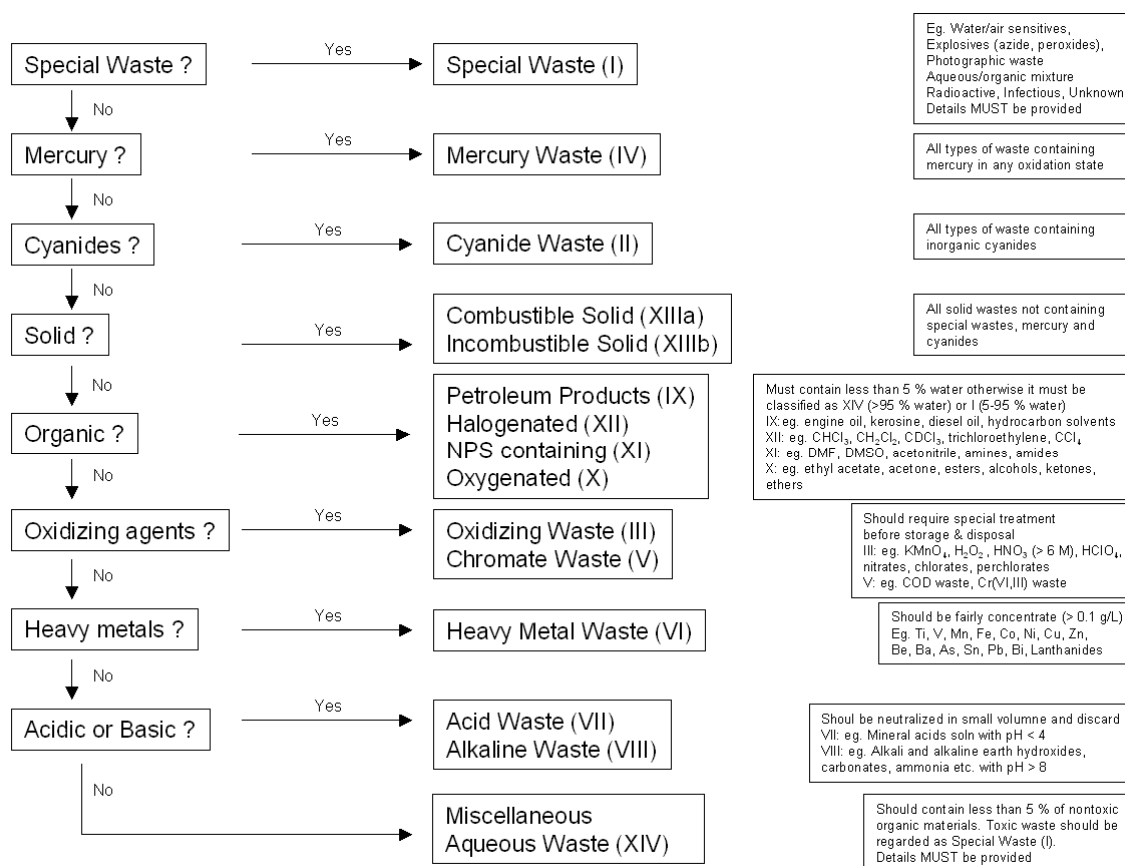 Special Waste ?
Yes
Special Waste (I)
Eg. Water/air sensitives,
Explosives (azide, peroxides),
Photographic waste
Aqueous/organic mixture
Radioactive, Infectious, Unknown
Details MUST be provided
No
Mercury ?
Yes
Mercury Waste (IV)
All types of waste containing
mercury in any oxidation state
No
Cyanides ?
Yes
Cyanide Waste (II)
All types of waste containing
inorganic cyanides
No
Solid ?
Yes
Combustible Solid (XIIIa)
Incombustible Solid (XIIIb)
All solid wastes not containing
special wastes, mercury and
cyanides
No
Organic ?
Yes
Petroleum Products (IX)
Halogenated (XII)
NPS containing (XI)
Oxygenated (X)
Must contain less than 5 % water otherwise it must be
classified as XIV (>95 % water) or I (5-95 % water)
IX: eg. engine oil, kerosine, diesel oil, hydrocarbon solvents
XII: eg. CHCl₃, CH₂Cl₂, CDCl₃, trichloroethylene, CCl₄
XI: eg. DMF, DMSO, acetonitrile, amines, amides
X: eg. ethyl acetate, acetone, esters, alcohols, ketones,
ethers
No
Oxidizing agents ?
Yes
Oxidizing Waste (III)
Chromate Waste (V)
Should require special treatment
before storage & disposal
III: eg. KMnO₄, H₂O₂ , HNO₃ (> 6 M), HClO₄,
nitrates, chlorates, perchlorates
V: eg. COD waste, Cr(VI,III) waste
No
Heavy metals ?
Yes
Heavy Metal Waste (VI)
Should be fairly concentrate (> 0.1 g/L)
Eg. Ti, V, Mn, Fe, Co, Ni, Cu, Zn,
Be, Ba, As, Sn, Pb, Bi, Lanthanides
No
Acidic or Basic ?
Yes
Acid Waste (VII)
Alkaline Waste (VIII)
Shoul be neutralized in small volumne and discard
VII: eg. Mineral acids soln with pH < 4
VIII: eg. Alkali and alkaline earth hydroxides,
carbonates, ammonia etc. with pH > 8
No
Miscellaneous
Aqueous Waste (XIV)
Should contain less than 5 % of nontoxic
organic materials. Toxic waste should be
regarded as Special Waste (I).
Details MUST be provided